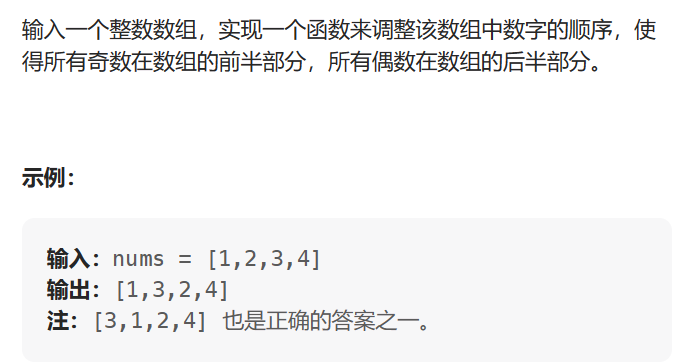 输入一个整数数组，实现一个函数来调整该数组中数字的顺序，使
得所有奇数在数组的前半部分，所有偶数在数组的后半部分。
示例：
输入：nums = [1,2,3,4]
输出：[1,3,2,4]
注：[3,1,2,4] 也是正确的答案之一。